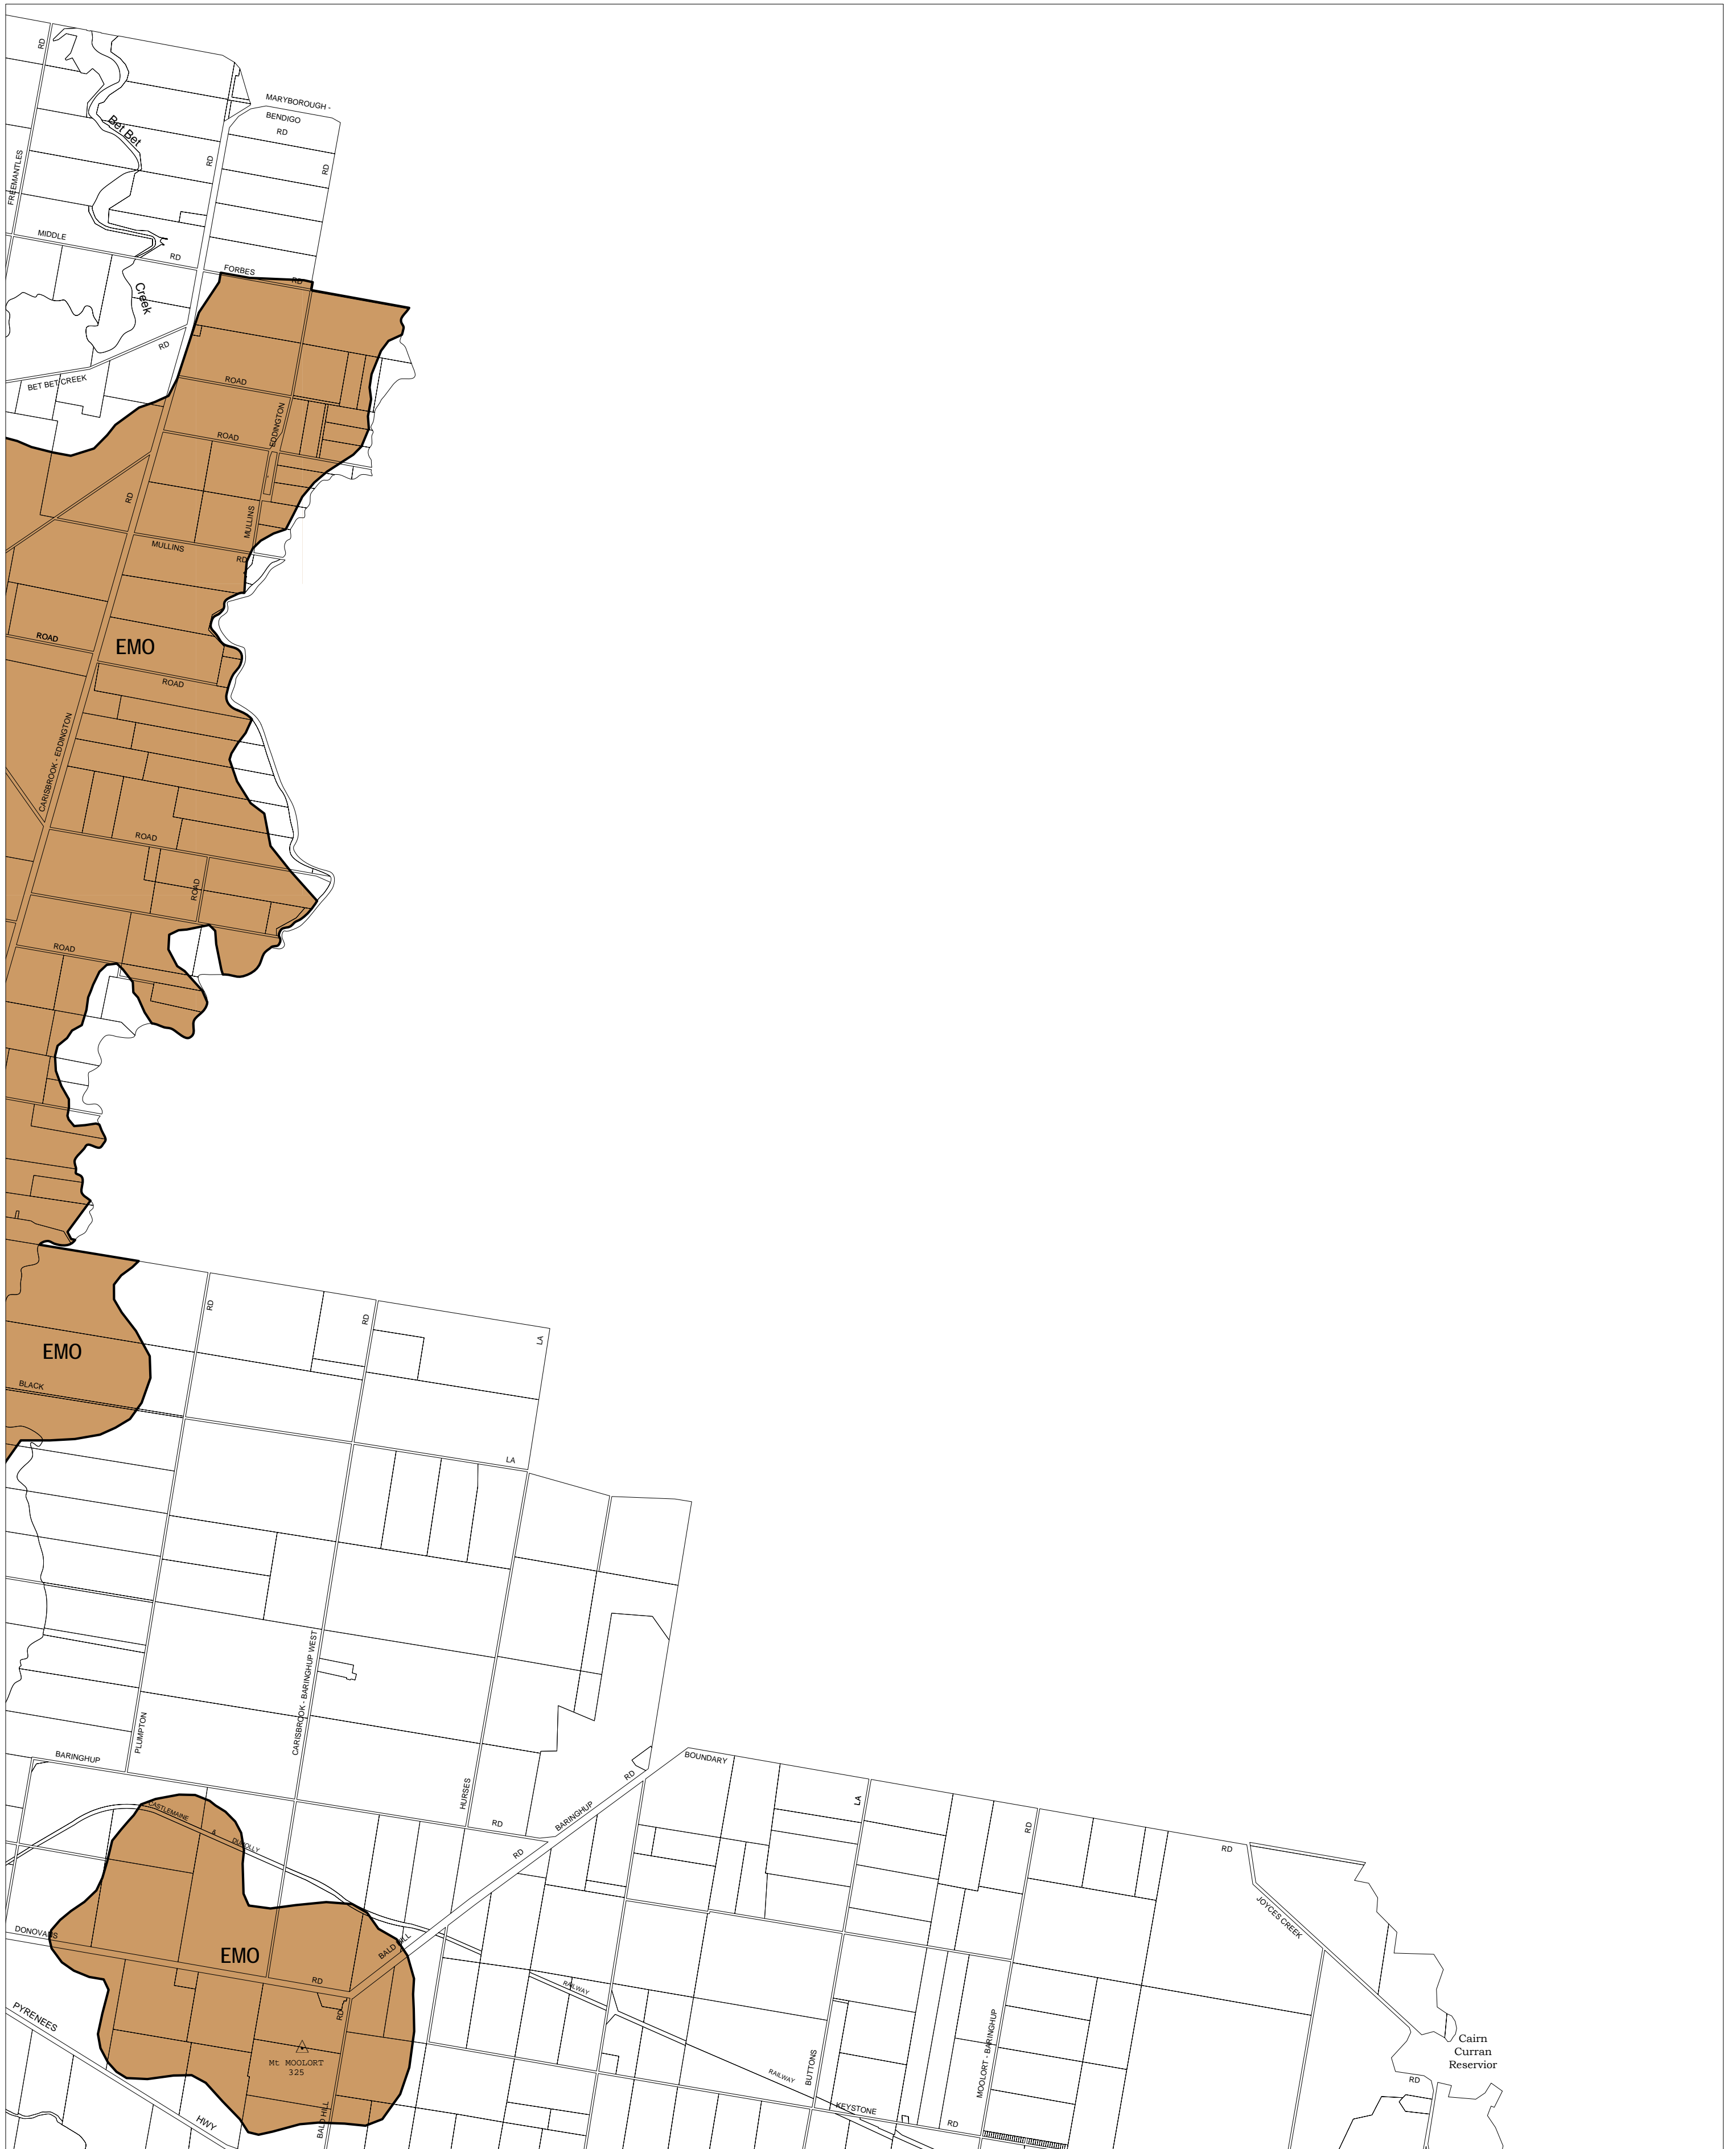 RD
MARYBOROUGH -
BENDIGO
RD
Bet Bet
RD
RD
FREEMANTLES
MIDDLE
RD
FORBES
RD
Creek
RD
BET BET CREEK
ROAD
EDDINGTON
ROAD
-
RD
MULLINS
MULLINS
RD
ROAD
EMO
ROAD
CARISBROOK - EDDINGTON
ROAD
ROAD
ROAD
RD
RD
LA
EMO
BLACK
LA
CARISBROOK - BARINGHUP WEST
PLUMPTON
BARINGHUP
BOUNDARY
RD
HURSES
LA
CASTLEMAINE
&
DUNOLLY
BARINGHUP
RD
RD
RD
RD
JOYCES CREEK
DONOVANS
BALD HILL
EMO
RD
RAILWAY
PYRENEES
RD
Mt MOOLORT
325
Cairn
Curran
Reservior
RD
RAILWAY
BUTTONS
MOOLORT - BARINGHUP
KEYSTONE
RD
HWY
BALD HILL